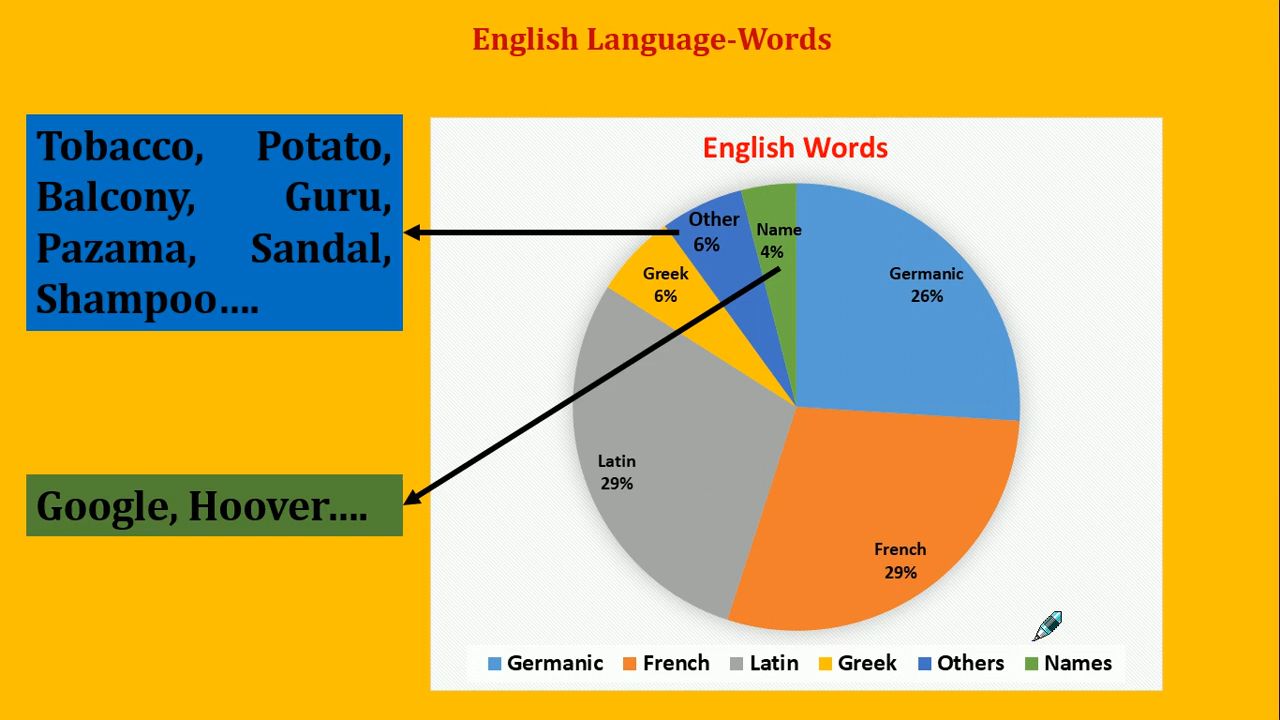 English Language-Words
Tobacco, Potato,
Balcony, Guru,
Pazama, Sandal,
Shampoo....
Google, Hoover....
English Words
Other
6%
Name
4%
Greek
6%
Germanic
26%
Latin
29%
French
29%
Germanic French Latin Greek Others Names